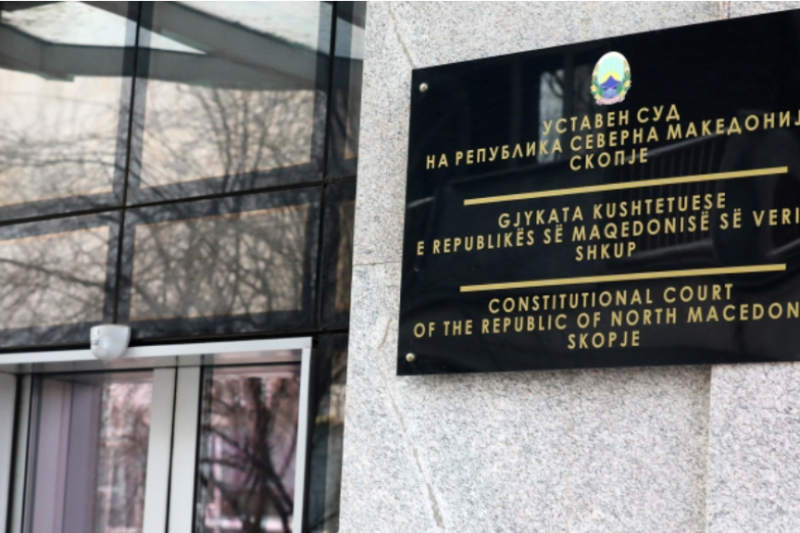 УСТАВЕН СУД
НА РЕПУБЛИКА СЕВЕРНА МАКЕДОНИЈ
СКОПЈЕ
GJYKATA KUSHTETUESE
E REPUBLIKËS SË MAQEDONISË SË VERI
SHKUP
CONSTITUTIONAL COURT
OF THE REPUBLIC OF NORTH MACEDON
SKOPJE